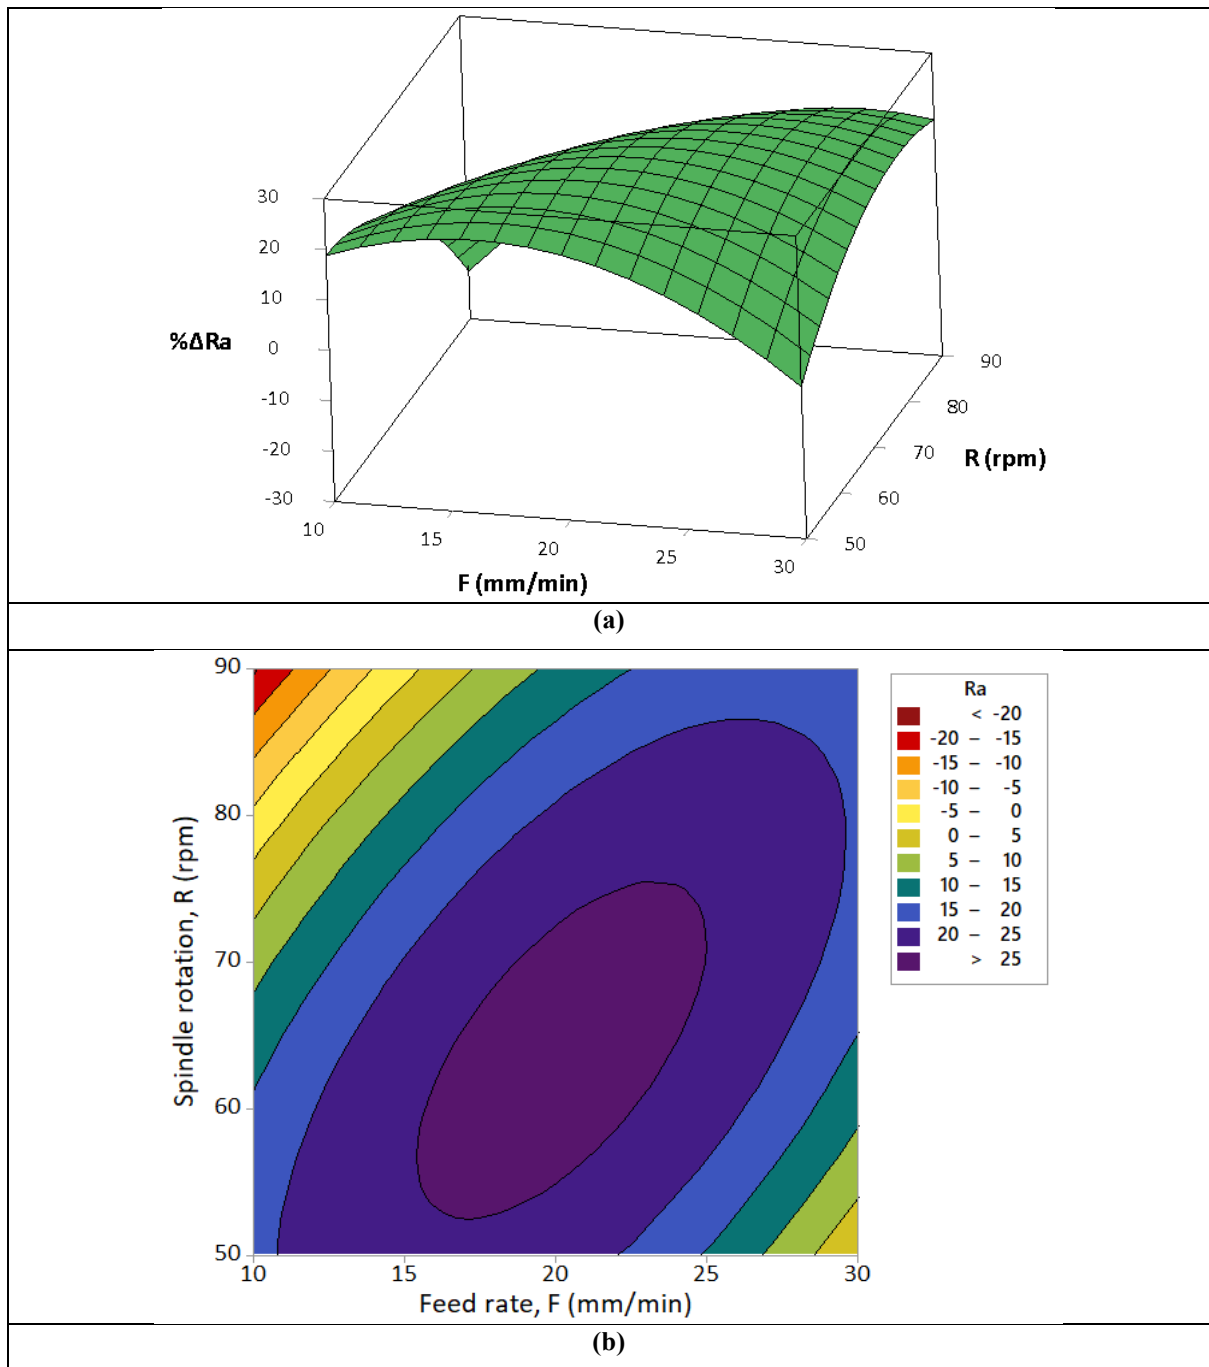 30
20
10
%ΔRa
0
-10
-20
-30
10
15
20
25
30
F (mm/min)
50
60
70
80
90
R (rpm)
(a)
90
80
70
60
50
Spindle rotation, R (rpm)
10
15
20
25
30
Feed rate, F (mm/min)
Ra
< -20
-20 – -15
-15 – -10
-10 – -5
-5 – 0
0 – 5
5 – 10
10 – 15
15 – 20
20 – 25
> 25
(b)